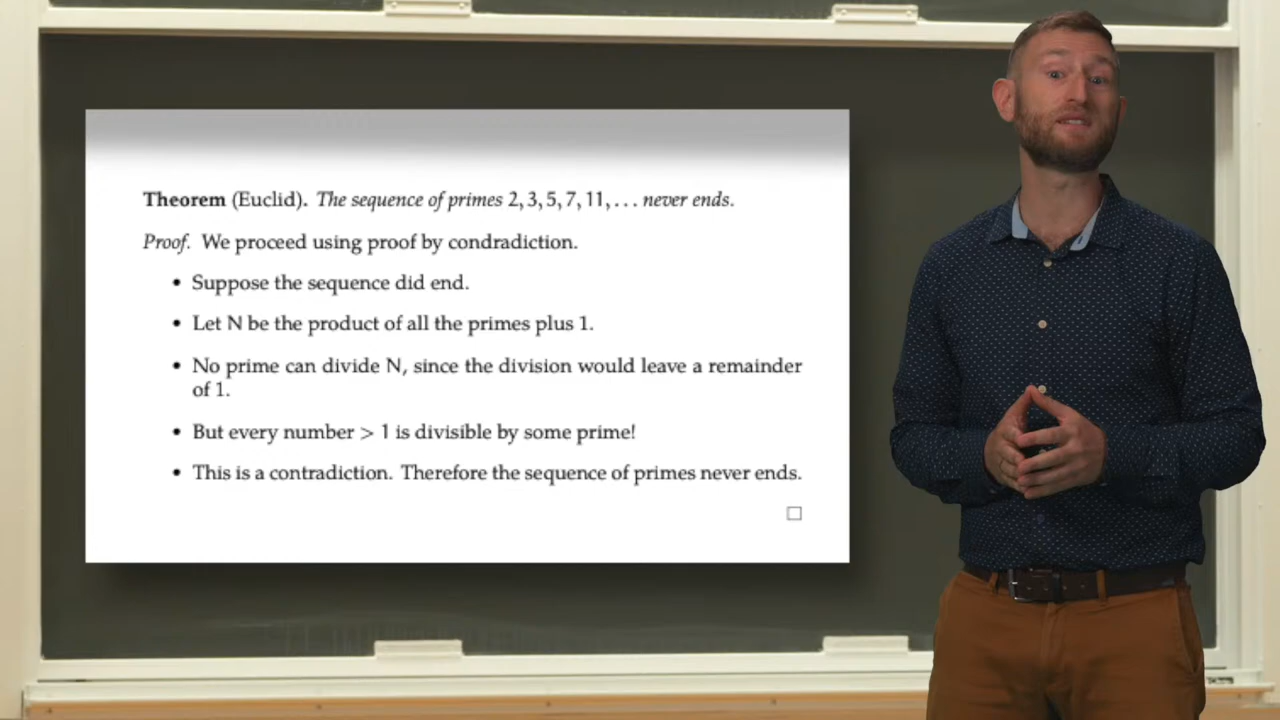 Theorem (Euclid). The sequence of primes 2, 3, 5, 7, 11, . . . never ends.
Proof. We proceed using proof by condradiction.
• Suppose the sequence did end.
• Let N be the product of all the primes plus 1.
• No prime can divide N, since the division would leave a remainder
of 1.
• But every number > 1 is divisible by some prime!
• This is a contradiction. Therefore the sequence of primes never ends.
□